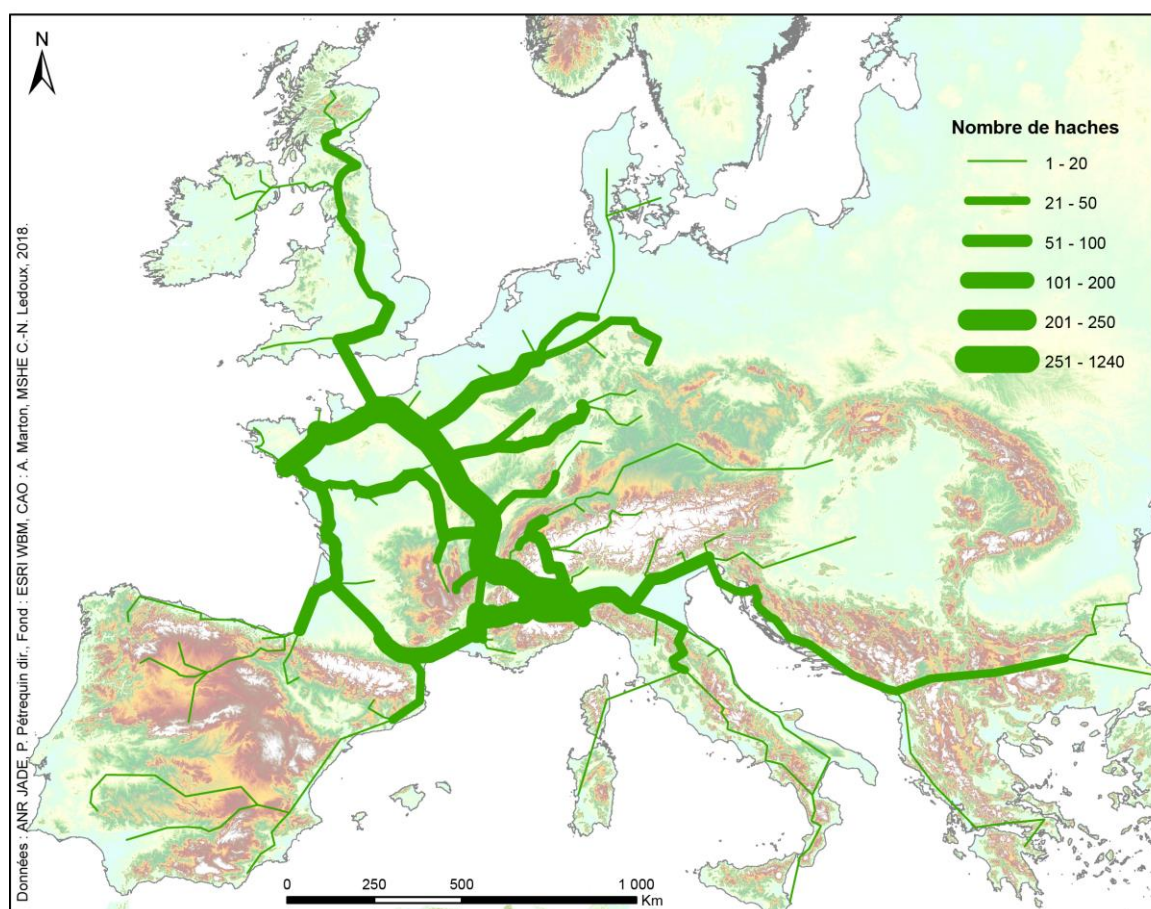 N
Nombre de haches
1 - 20
21 - 50
51 - 100
101 - 200
201 - 250
251 - 1240
Données : ANR JADE, P. Pétrequin dir., Fond : ESRI WBM, CAO : A. Marton, MSHE C.-N. Ledoux, 2018.
0 250 500 1 000
Km